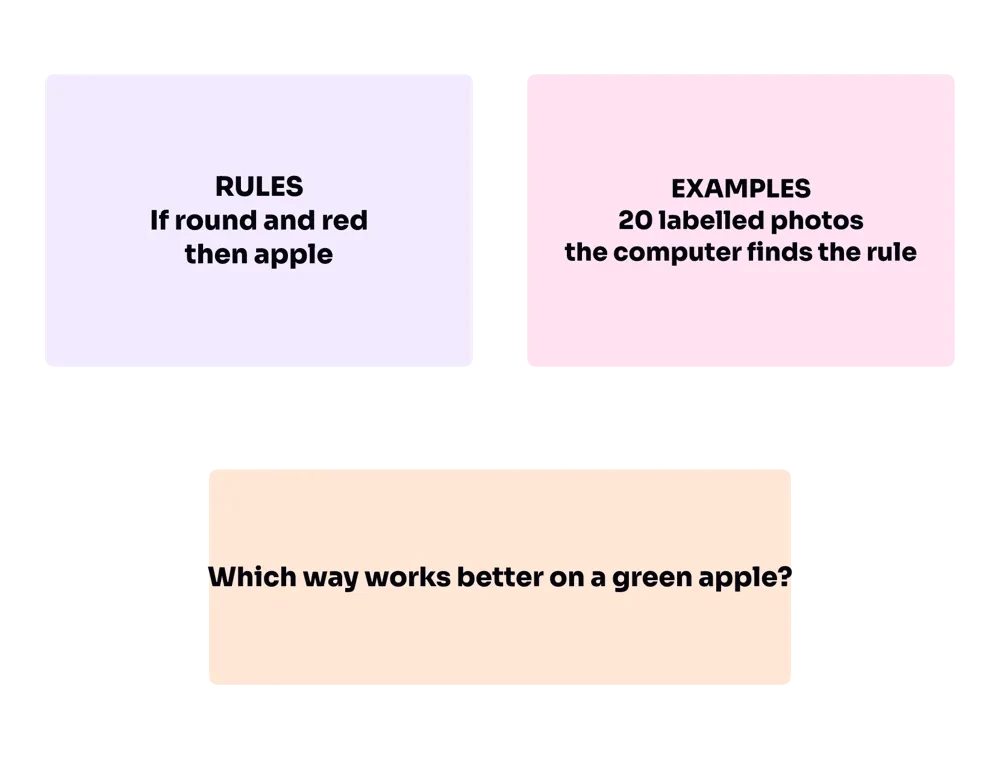 RULES
If round and red
then apple
EXAMPLES
20 labelled photos
the computer finds the rule
Which way works better on a green apple?